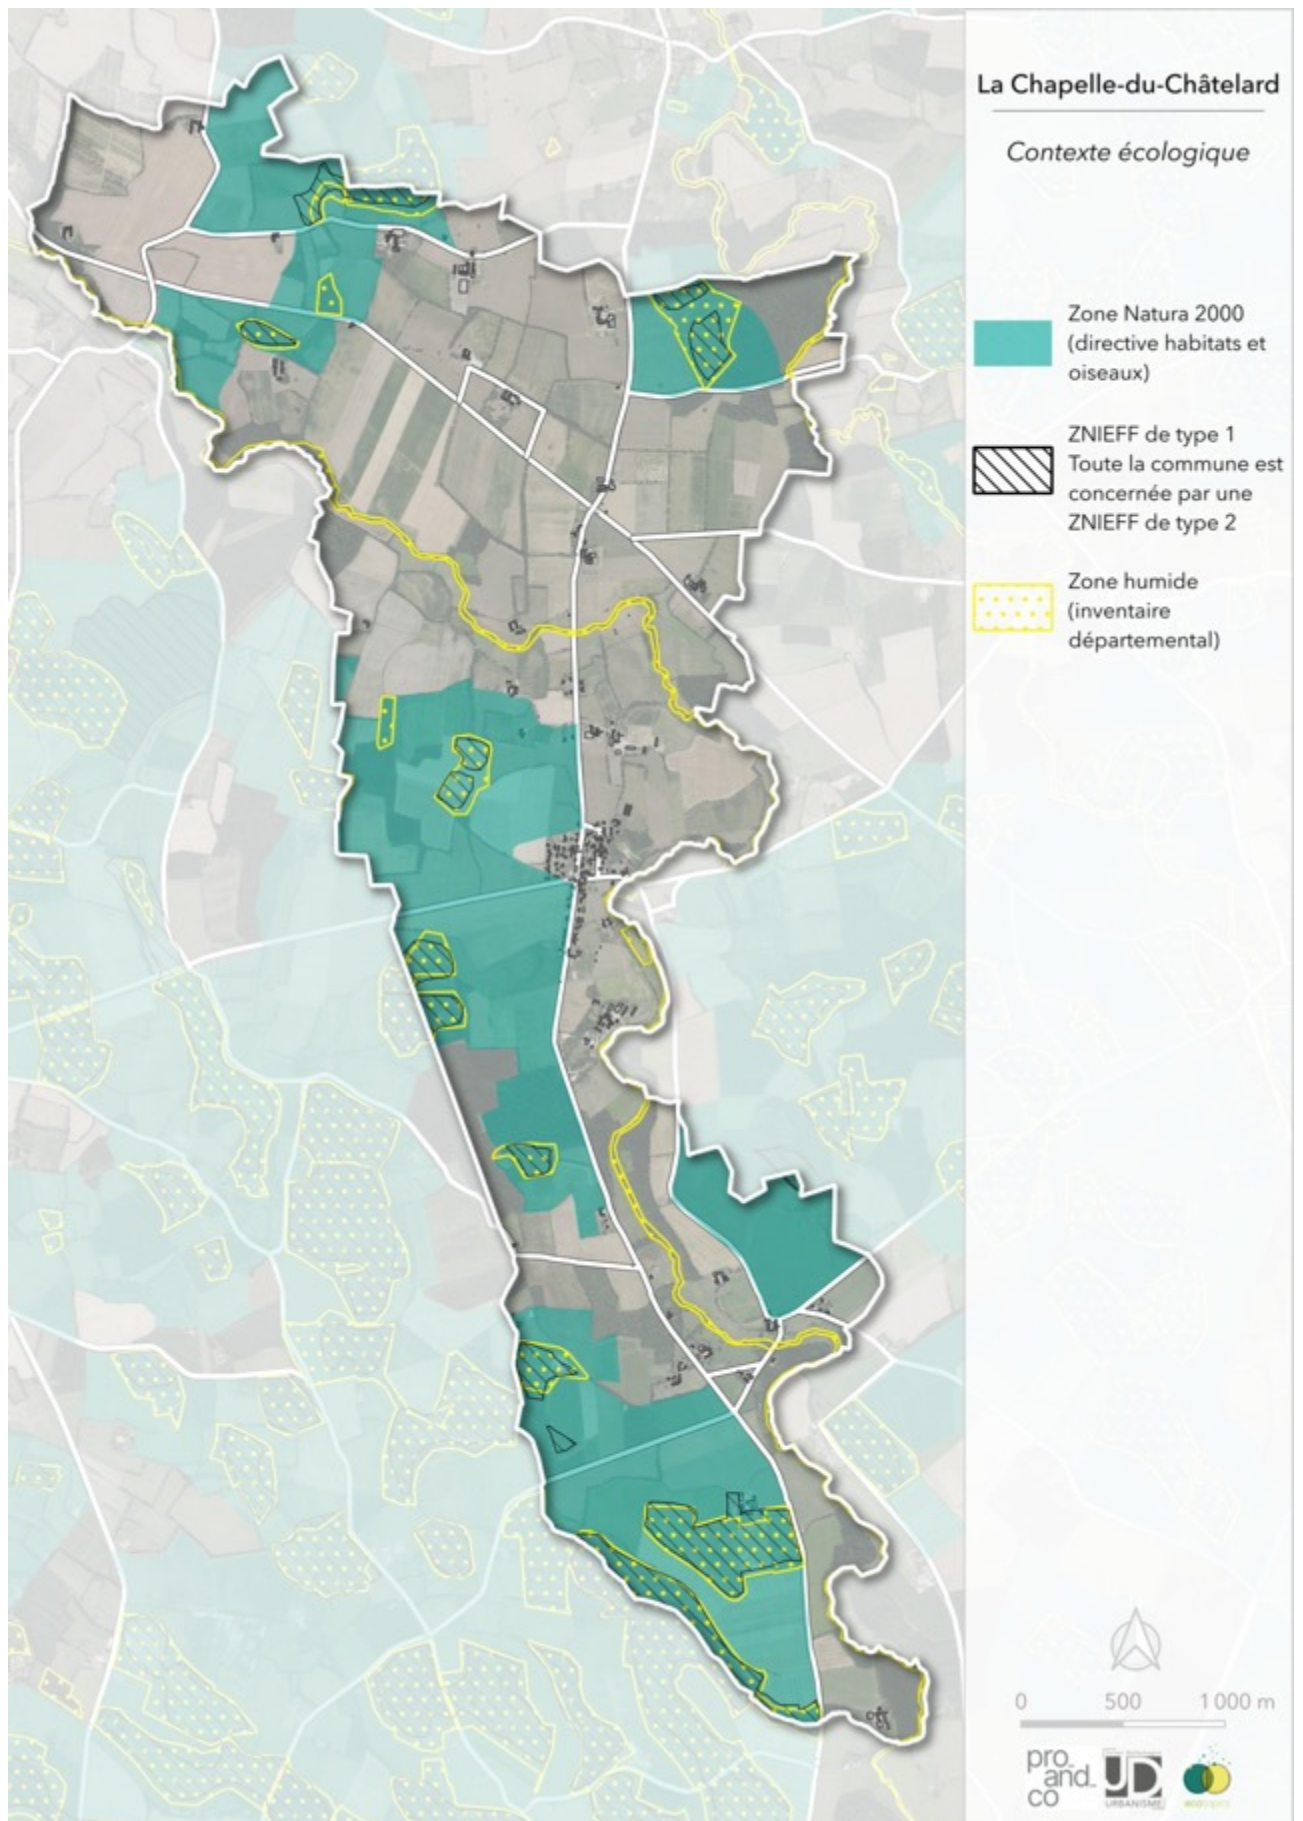 La Chapelle-du-Châtelard
Contexte écologique
Zone Natura 2000
(directive habitats et
oiseaux)
ZNIEFF de type 1
Toute la commune est
concernée par une
ZNIEFF de type 2
Zone humide
(inventaire
départemental)
0 500 1 000 m
pro_
_and_
co
URBANISME